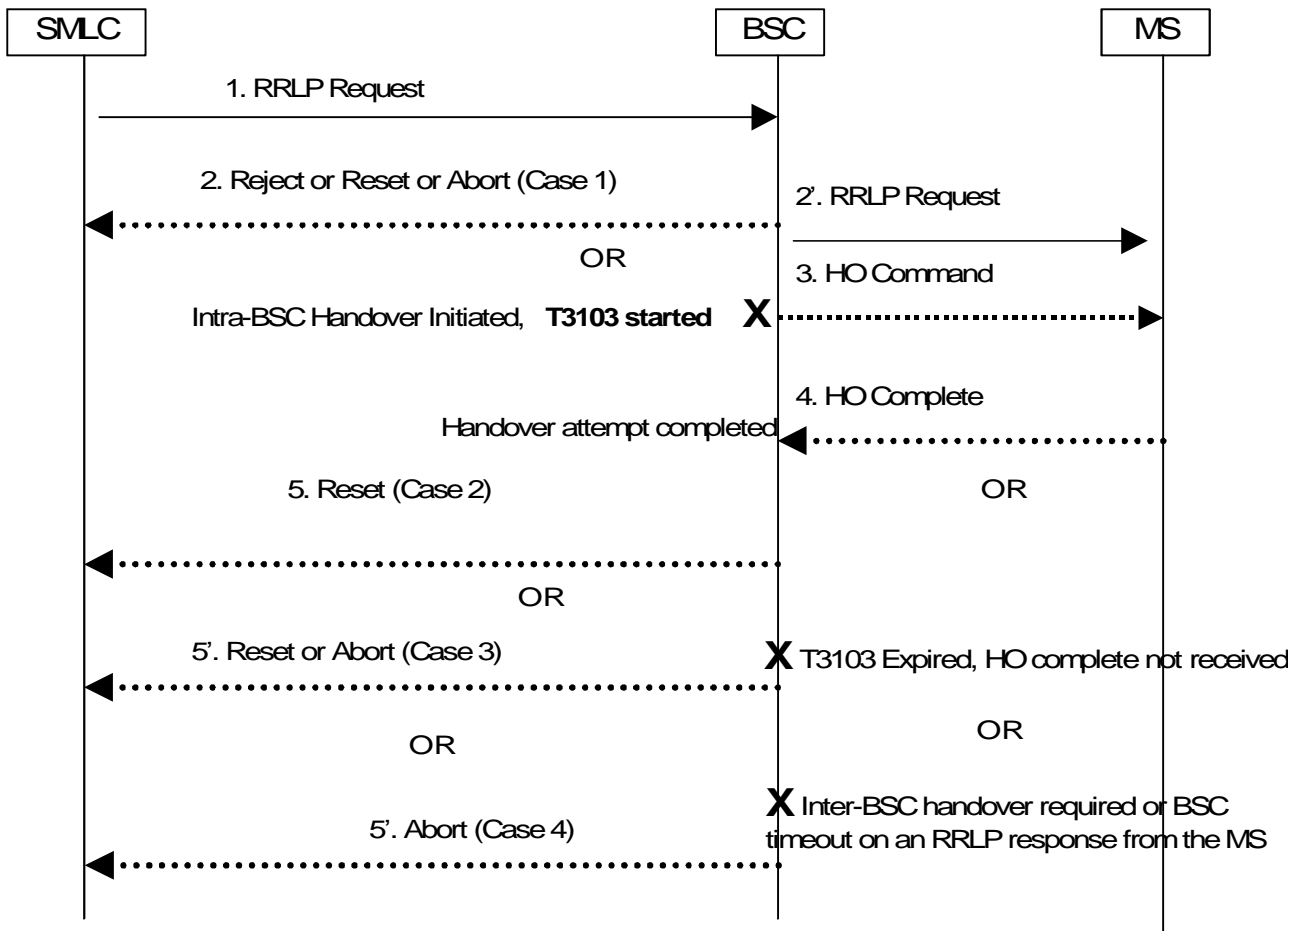 SMLC
BSC
MS
1. RRLP Request
2. Reject or Reset or Abort (Case 1)
2'. RRLP Request
OR
3. HO Command
Intra-BSC Handover Initiated, T3103 started X
4. HO Complete
Handover attempt completed
5. Reset (Case 2)
OR
OR
5'. Reset or Abort (Case 3)
X T3103 Expired, HO complete not received
OR
OR
X Inter-BSC handover required or BSC
timeout on an RRLP response from the MS
5'. Abort (Case 4)